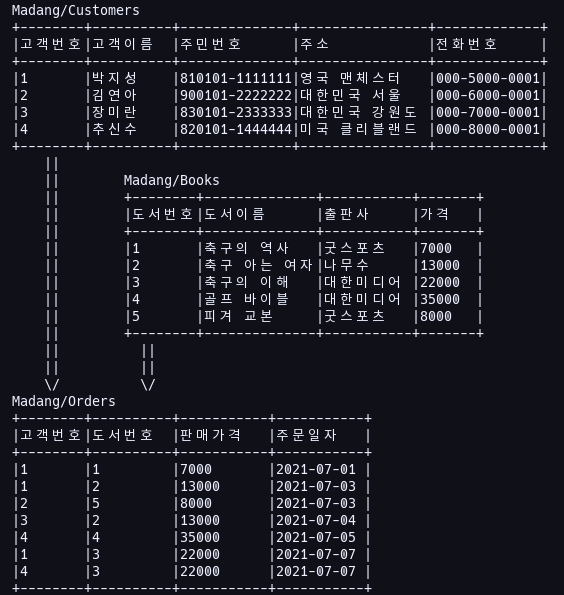 Madang/Customers
+--------+----------+--------------+----------------+-------------+
|고객번호|고객이름 |주민번호 |주소 |전화번호 |
+--------+----------+--------------+----------------+-------------+
|1 |박지성 |810101-1111111|영국 맨체스터 |000-5000-0001|
|2 |김연아 |900101-2222222|대한민국 서울 |000-6000-0001|
|3 |장미란 |830101-2333333|대한민국 강원도 |000-7000-0001|
|4 |추신수 |820101-1444444|미국 클리블랜드 |000-8000-0001|
+--------+----------+--------------+----------------+-------------+
||
|| Madang/Books
|| +--------+--------------+-----------+-------+
|| |도서번호|도서이름 |출판사 |가격 |
|| +--------+--------------+-----------+-------+
|| |1 |축구의 역사 |굿스포츠 |7000 |
|| |2 |축구 아는 여자|나무수 |13000 |
|| |3 |축구의 이해 |대한미디어 |22000 |
|| |4 |골프 바이블 |대한미디어 |35000 |
|| |5 |피겨 교본 |굿스포츠 |8000 |
|| +--------+--------------+-----------+-------+
|| ||
|| ||
\/ \/
Madang/Orders
+--------+----------+-----------+-----------+
|고객번호|도서번호 |판매가격 |주문일자 |
+--------+----------+-----------+-----------+
|1 |1 |7000 |2021-07-01 |
|1 |2 |13000 |2021-07-03 |
|2 |5 |8000 |2021-07-03 |
|3 |2 |13000 |2021-07-04 |
|4 |4 |35000 |2021-07-05 |
|1 |3 |22000 |2021-07-07 |
|4 |3 |22000 |2021-07-07 |
+--------+----------+-----------+-----------+